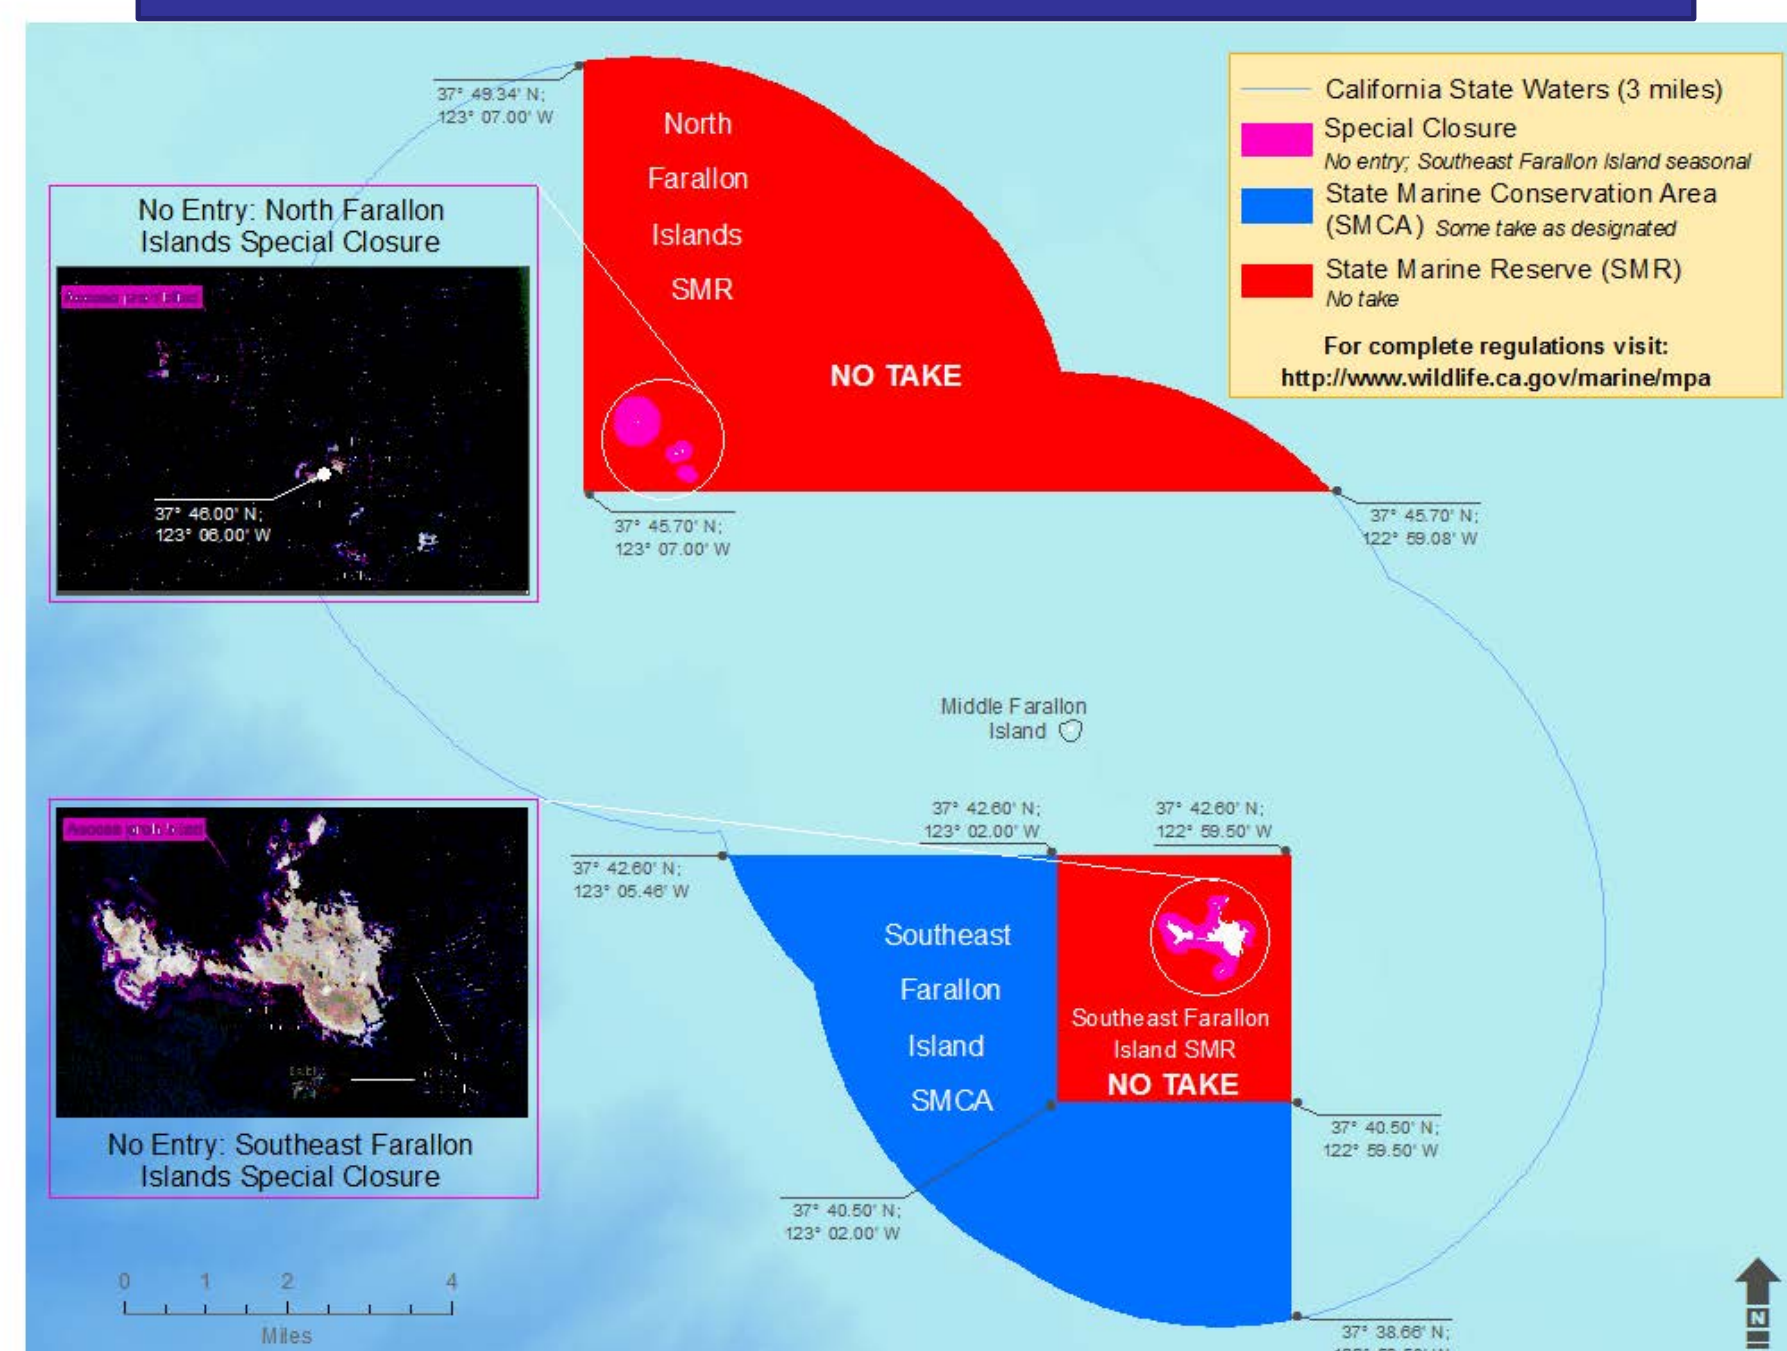 37° 49.34' N;
123° 07.00' W
North
Farallon
Islands
SMR
NO TAKE
California State Waters (3 miles)
Special Closure
No entry; Southeast Farallon Island seasonal
State Marine Conservation Area
(SMCA) Some take as designated
State Marine Reserve (SMR)
No take
For complete regulations visit:
http://www.wildlife.ca.gov/marine/mpa
No Entry: North Farallon
Islands Special Closure
Access prohibited
37° 46.00' N;
123° 06.00' W
37° 45.70' N;
123° 07.00' W
37° 45.70' N;
122° 59.08' W
Middle Farallon
Island
37° 42.60' N;
123° 02.00' W
37° 42.60' N;
122° 59.50' W
37° 42.60' N;
123° 05.46' W
Access prohibited
Southeast
Farallon
Island
SMCA
Southeast Farallon
Island SMR
NO TAKE
No Entry: Southeast Farallon
Islands Special Closure
37° 40.50' N;
122° 59.50' W
37° 40.50' N;
123° 02.00' W
0 1 2 4
Miles
N
37° 38.66' N;